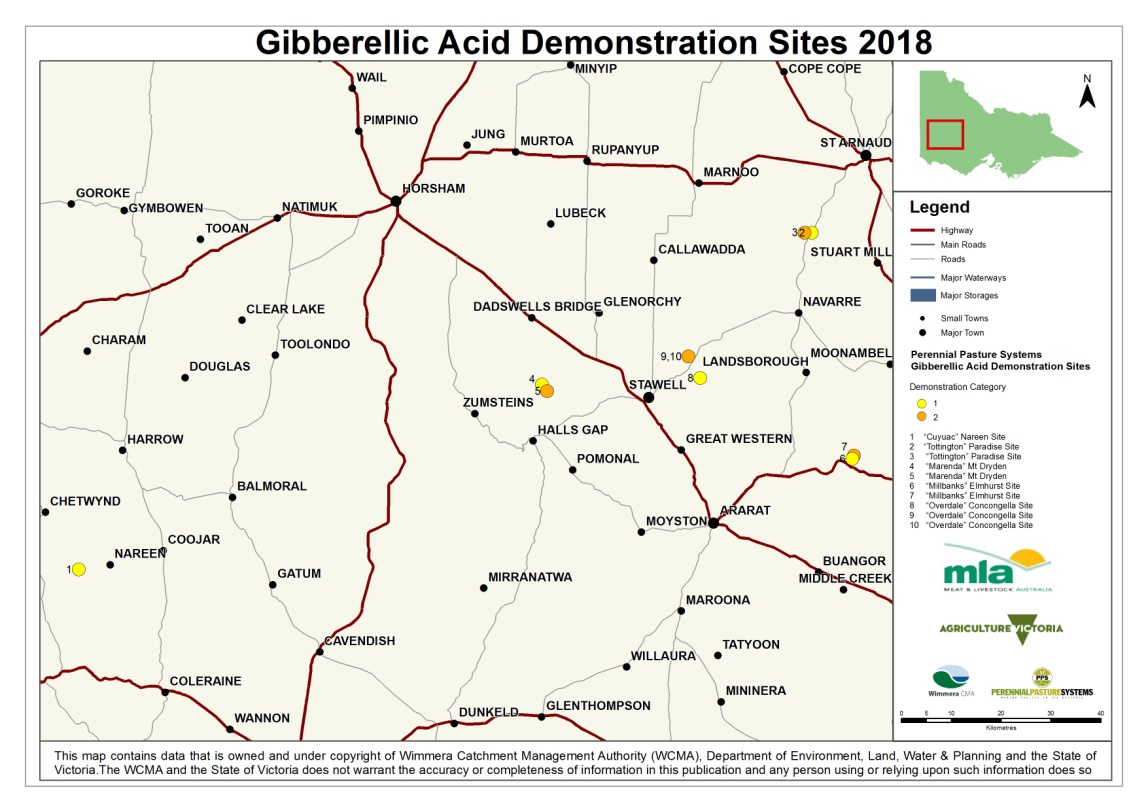 Gibberellic Acid Demonstration Sites 2018
WAIL
MINYIP
COPE COPE
PIMPINIO
JUNG
MURTOA
RUPANYUP
ST ARNAUD
MARNOO
HORSHAM
GOROKE
GYMBOWEN
NATIMUK
TOOAN
LUBECK
32
CALLAWADDA
STUART MILL
CLEAR LAKE
DADSWELLS BRIDGE
GLENORCHY
NAVARRE
CHARAM
TOOLONDO
DOUGLAS
9,10
LANDSBOROUGH
MOONAMBEL
8
STAWELL
4
5
ZUMSTEINS
HALLS GAP
HARROW
GREAT WESTERN
POMONAL
7
6
BALMORAL
CHETWYND
MOYSTON
ARARAT
COOJAR
NAREEN
1
GATUM
MIRRANATWA
BUANGOR
MIDDLE CREEK
MAROONA
CAVENDISH
TATYOON
WILLAURA
COLERAINE
MININERA
WANNON
DUNKELD
GLENTHOMPSON
N
Legend
Highway
Main Roads
Roads
Major Waterways
Major Storages
Small Towns
Major Town
Perennial Pasture Systems
Gibberellic Acid Demonstration Sites
Demonstration Category
1
2
1 "Cuyuac" Nareen Site
2 "Tottington" Paradise Site
3 "Tottington" Paradise Site
4 "Marenda" Mt Dryden
5 "Marenda" Mt Dryden
6 "Millbanks" Elmhurst Site
7 "Millbanks" Elmhurst Site
8 "Overdale" Concongella Site
9 "Overdale" Concongella Site
10 "Overdale" Concongella Site
mla
MEAT & LIVESTOCK AUSTRALIA
AGRICULTURE VICTORIA
Wimmera CMA
PPS
PERENNIALPASTURESYSTEMS
0 5 10 20 30 40
Kilometres
This map contains data that is owned and under copyright of Wimmera Catchment Management Authority (WCMA), Department of Environment, Land, Water & Planning and the State of
Victoria.The WCMA and the State of Victoria does not warrant the accuracy or completeness of information in this publication and any person using or relying upon such information does so